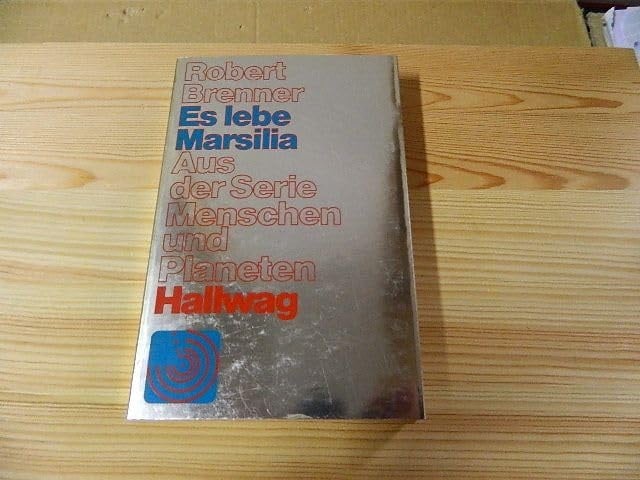 Robert
Brenner
Es lebe
Marsilia
Aus
der Serie
Menschen
und
Planeten
Hallwag